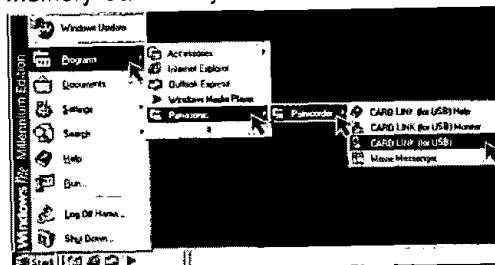 Windows Update
Programs
Documents
Settings
Search
Help
Run...
Log Off Hama...
Shut Down...
Start
Windows Me Millennium Edition
Accessories
Internet Explorer
Outlook Express
Windows Media Player
Panasonic
Palmcorder
CARD LINK (for USB) Help
CARD LINK (for USB) Monitor
CARD LINK (for USB)
Movie Messenger